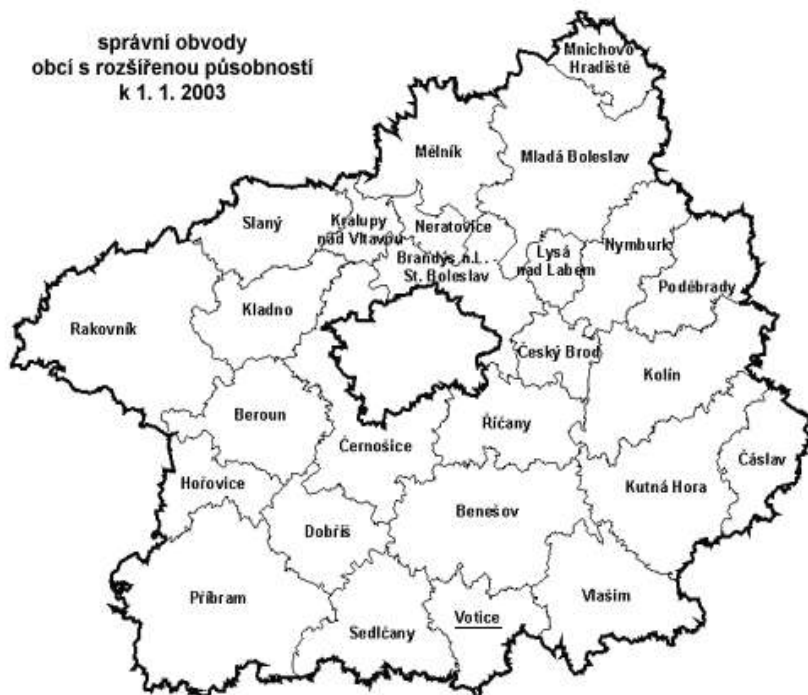 správní obvody
obcí s rozšířenou působností
k 1. 1. 2003
Mnichovo
Hradiště
Mělník
Mladá Boleslav
Slaný
Kralupy
nad Vltavou
Neratovice
Brandýs n.L. -
St. Boleslav
Lysá
nad Labem
Nymburk
Poděbrady
Rakovník
Kladno
Český Brod
Kolín
Beroun
Černošice
Říčany
Hořovice
Kutná Hora
Čáslav
Dobříš
Benešov
Příbram
Sedlčany
Votice
Vlašim